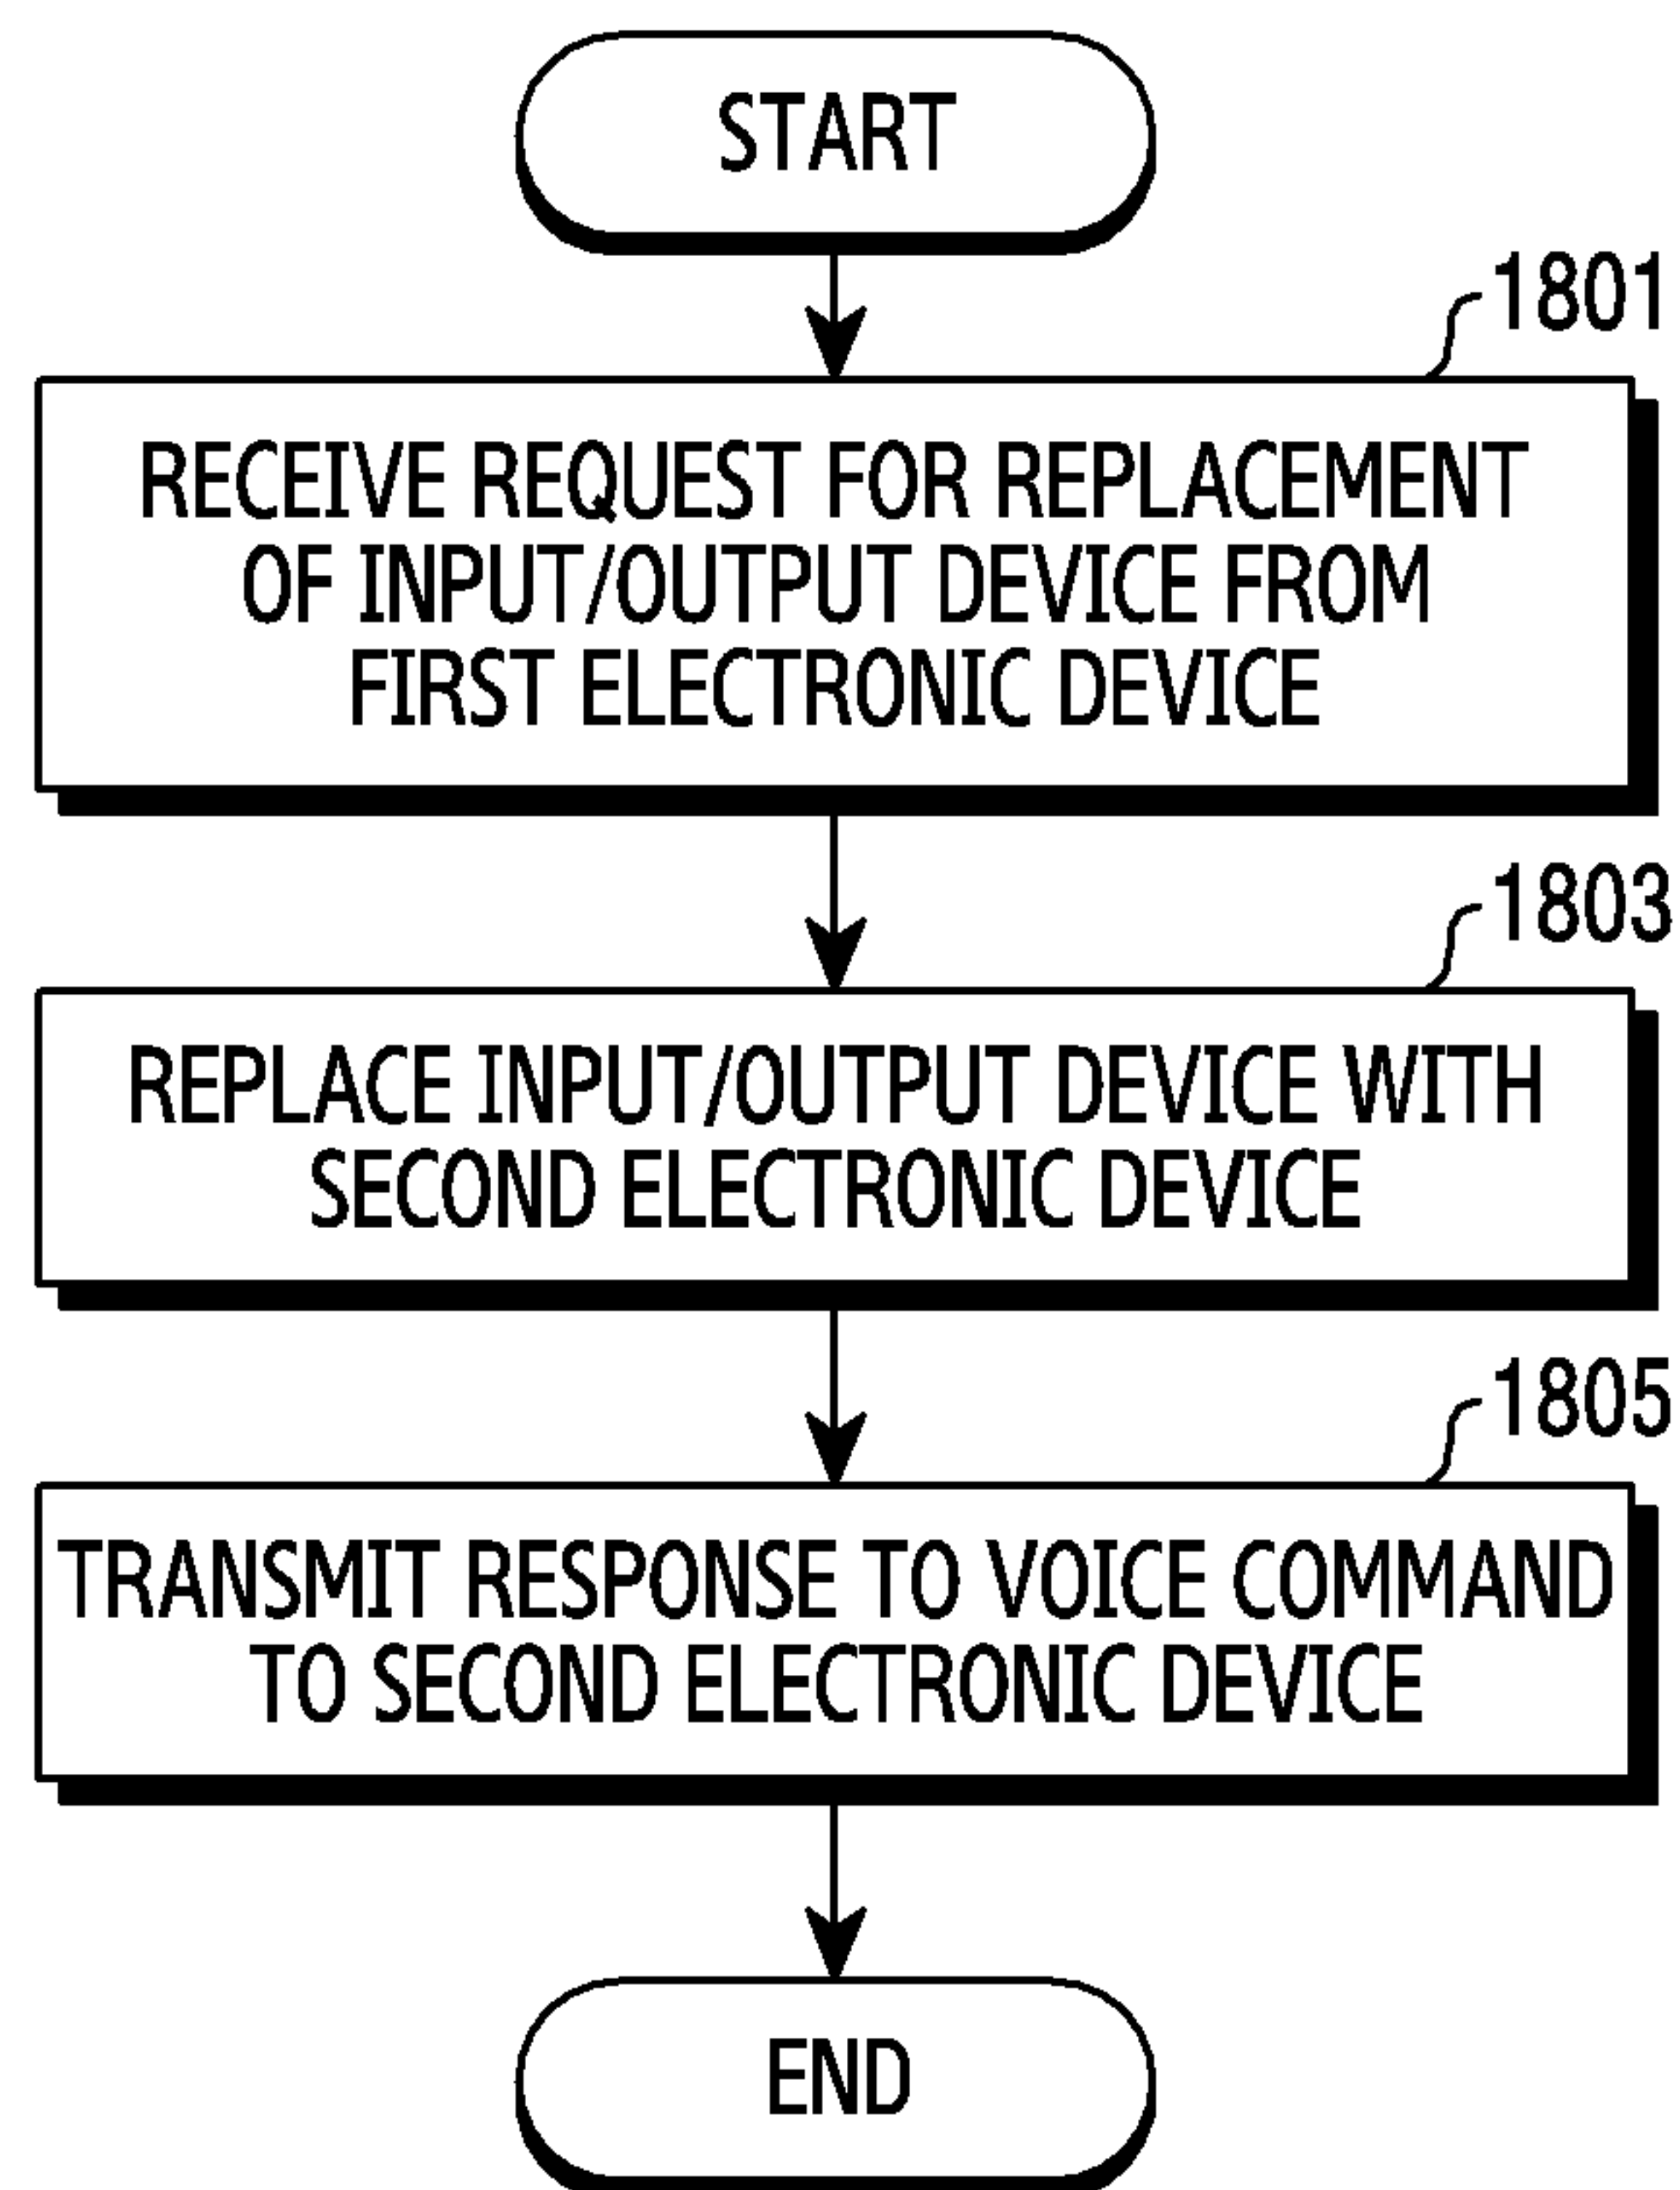 START
1801
RECEIVE REQUEST FOR REPLACEMENT
OF INPUT/OUTPUT DEVICE FROM
FIRST ELECTRONIC DEVICE
1803
REPLACE INPUT/OUTPUT DEVICE WITH
SECOND ELECTRONIC DEVICE
1805
TRANSMIT RESPONSE TO VOICE COMMAND
TO SECOND ELECTRONIC DEVICE
END